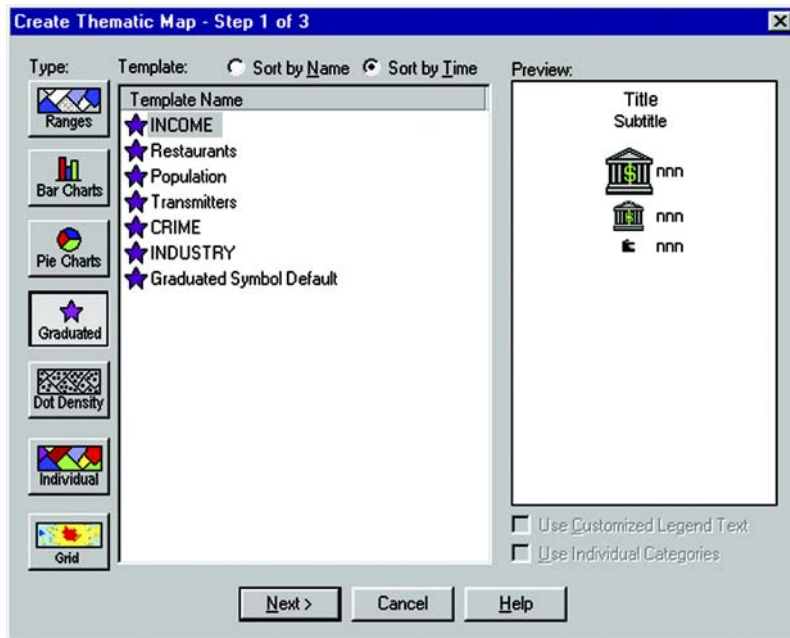 Create Thematic Map - Step 1 of 3
Type:
Ranges
Bar Charts
Pie Charts
Graduated
Dot Density
Individual
Grid
Template: Sort by Name Sort by Time
Template Name
INCOME
Restaurants
Population
Transmitters
CRIME
INDUSTRY
Graduated Symbol Default
Preview:
Title
Subtitle
$ nnn
$ nnn
nnn
Use Customized Legend Text
Use Individual Categories
Next > Cancel Help